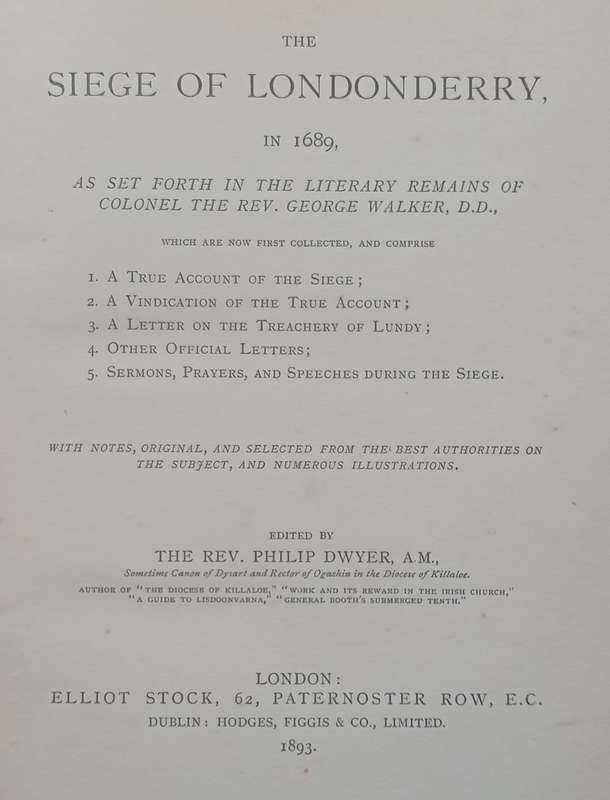 THE
SIEGE OF LONDONDERRY,
IN 1689,
AS SET FORTH IN THE LITERARY REMAINS OF
COLONEL THE REV. GEORGE WALKER, D.D.,
WHICH ARE NOW FIRST COLLECTED, AND COMPRISE
1. A TRUE ACCOUNT OF THE SIEGE;
2. A VINDICATION OF THE TRUE ACCOUNT;
3. A LETTER ON THE TREACHERY OF LUNDY;
4. OTHER OFFICIAL LETTERS;
5. SERMONS, PRAYERS, AND SPEECHES DURING THE SIEGE.
WITH NOTES, ORIGINAL, AND SELECTED FROM THE BEST AUTHORITIES ON
THE SUBJECT, AND NUMEROUS ILLUSTRATIONS.
EDITED BY
THE REV. PHILIP DWYER, A.M.,
Sometime Canon of Dysart and Rector of Ogashin in the Diocese of Killaloe.
AUTHOR OF "THE DIOCESE OF KILLALOE," "WORK AND ITS REWARD IN THE IRISH CHURCH,"
"A GUIDE TO LISDOONVARNA," "GENERAL BOOTH'S SUBMERGED TENTH."
LONDON:
ELLIOT STOCK, 62, PATERNOSTER ROW, E.C.
DUBLIN: HODGES, FIGGIS & CO., LIMITED.
1893.